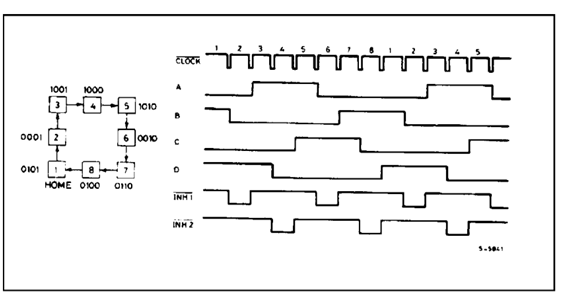 1 2 3 4 5 6 7 8 1 2 3 4 5
CLOCK
A
B
C
D
INH 1
INH 2
1001 1000
3 4 5 1010
0001 2 6 0010
0101 1 8 7
HOME 0100 0110
S-5841